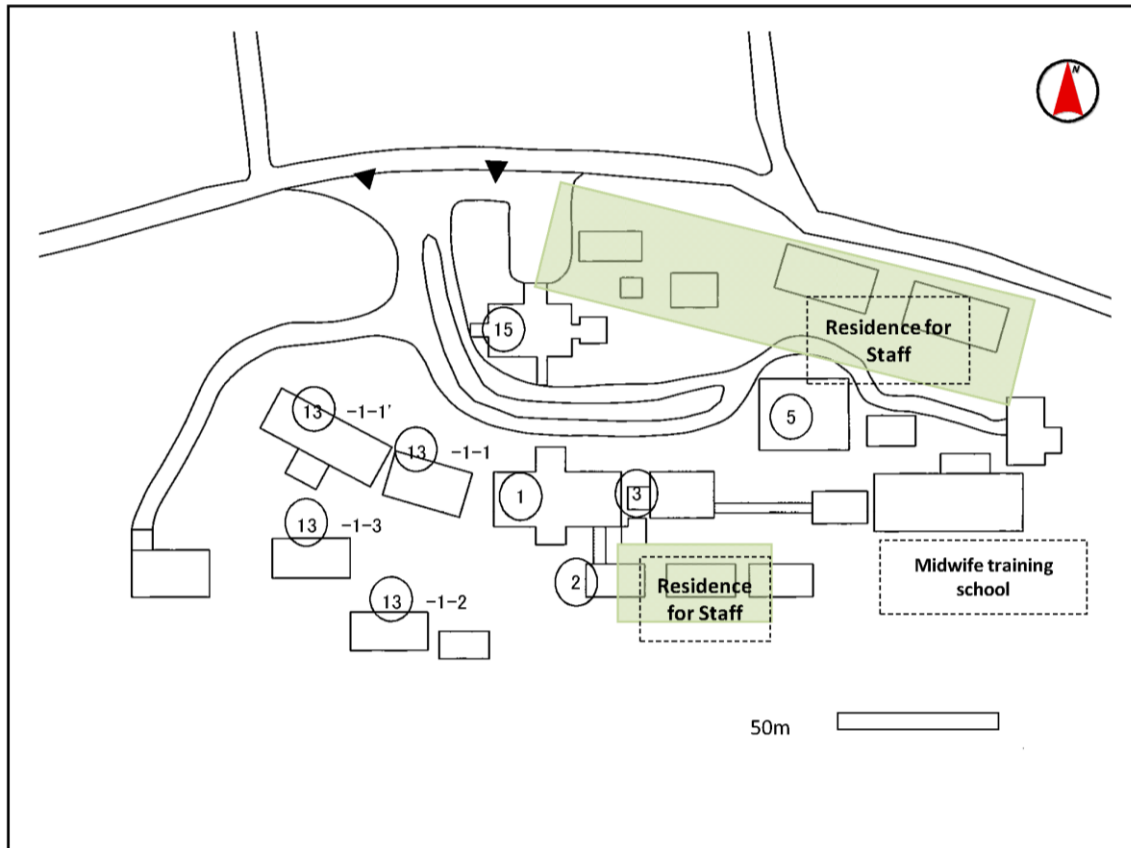 N
15
Residence for
Staff
13 -1-1'
13 -1-1
5
1
3
13 -1-3
2
Residence
for Staff
Midwife training
school
13 -1-2
50m